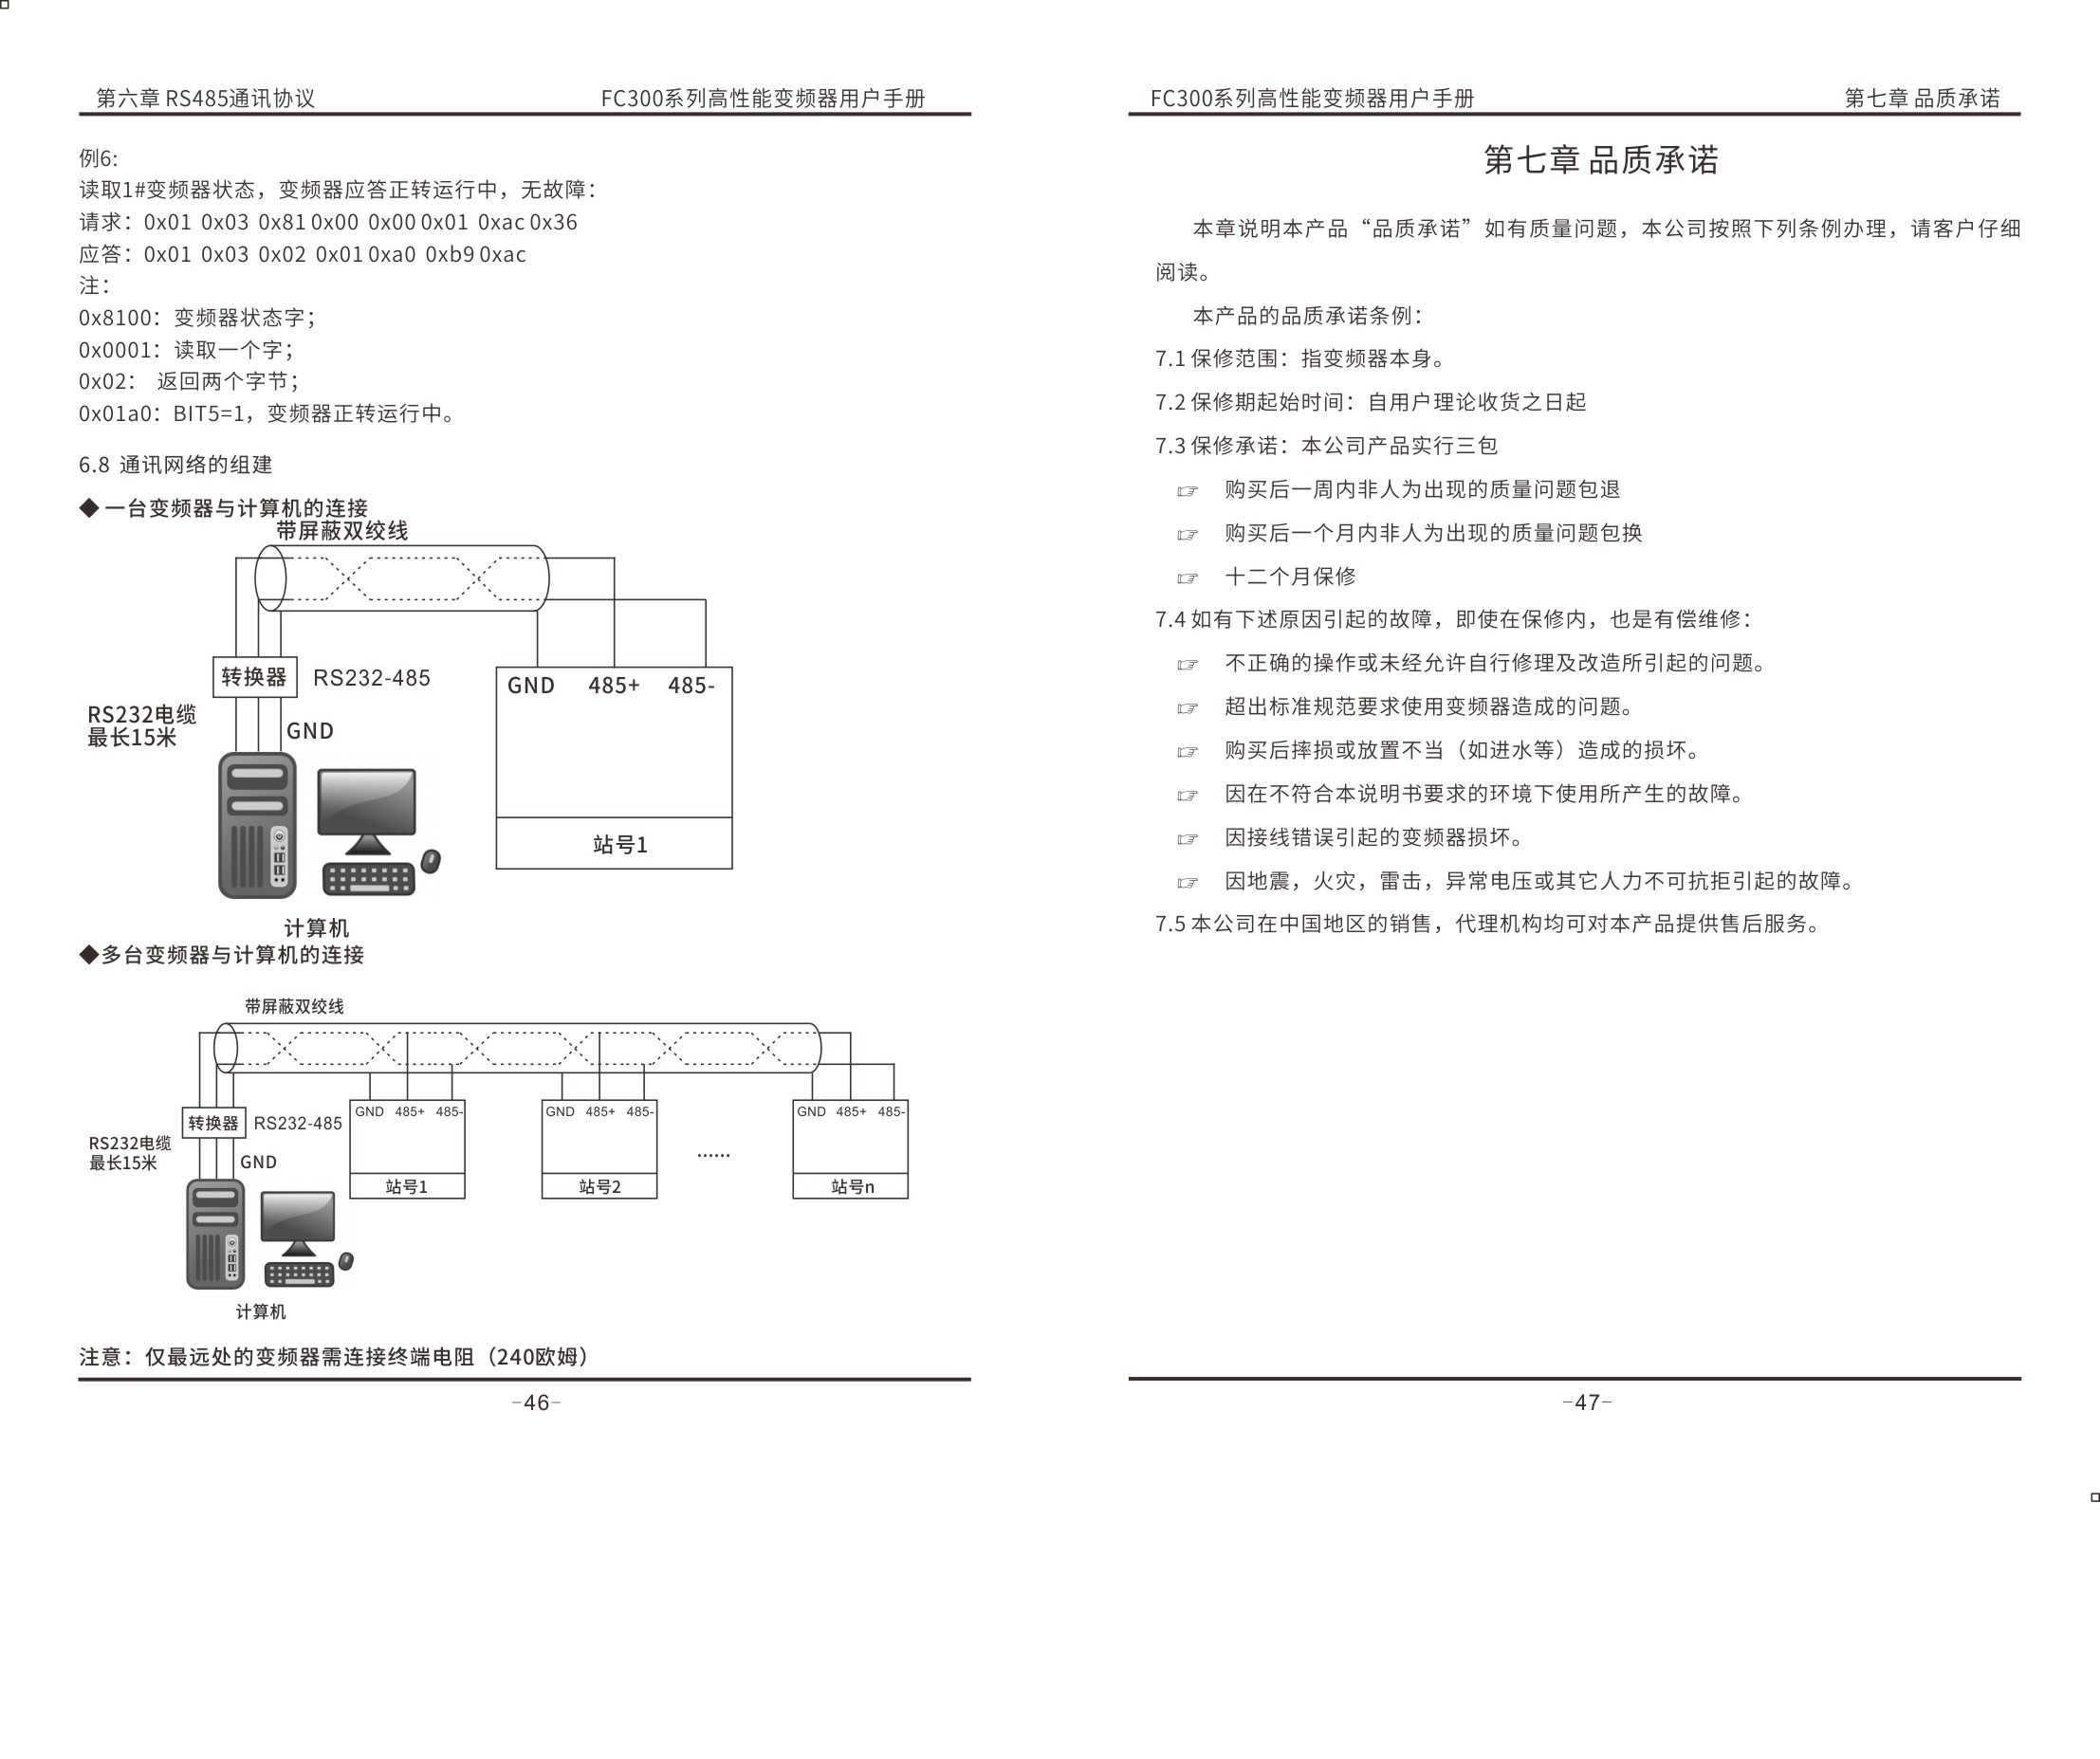 第六章 RS485通讯协议 FC300系列高性能变频器用户手册
例6:
读取1#变频器状态，变频器应答正转运行中，无故障：
请求：0x01 0x03 0x81 0x00 0x00 0x01 0xac 0x36
应答：0x01 0x03 0x02 0x01 0xa0 0xb9 0xac
注：
0x8100：变频器状态字；
0x0001：读取一个字；
0x02： 返回两个字节；
0x01a0：BIT5=1，变频器正转运行中。
6.8 通讯网络的组建
◆ 一台变频器与计算机的连接
带屏蔽双绞线
转换器 RS232-485
GND 485+ 485-
RS232电缆
最长15米
GND
站号1
计算机
◆多台变频器与计算机的连接
带屏蔽双绞线
GND 485+ 485- GND 485+ 485- GND 485+ 485-
转换器 RS232-485
RS232电缆
最长15米
GND
......
站号1 站号2 站号n
计算机
注意：仅最远处的变频器需连接终端电阻（240欧姆）
-46-
FC300系列高性能变频器用户手册 第七章 品质承诺
第七章 品质承诺
本章说明本产品“品质承诺”如有质量问题，本公司按照下列条例办理，请客户仔细
阅读。
本产品的品质承诺条例：
7.1 保修范围：指变频器本身。
7.2 保修期起始时间：自用户理论收货之日起
7.3 保修承诺：本公司产品实行三包
☞ 购买后一周内非人为出现的质量问题包退
☞ 购买后一个月内非人为出现的质量问题包换
☞ 十二个月保修
7.4 如有下述原因引起的故障，即使在保修内，也是有偿维修：
☞ 不正确的操作或未经允许自行修理及改造所引起的问题。
☞ 超出标准规范要求使用变频器造成的问题。
☞ 购买后摔损或放置不当（如进水等）造成的损坏。
☞ 因在不符合本说明书要求的环境下使用所产生的故障。
☞ 因接线错误引起的变频器损坏。
☞ 因地震，火灾，雷击，异常电压或其它人力不可抗拒引起的故障。
7.5 本公司在中国地区的销售，代理机构均可对本产品提供售后服务。
-47-